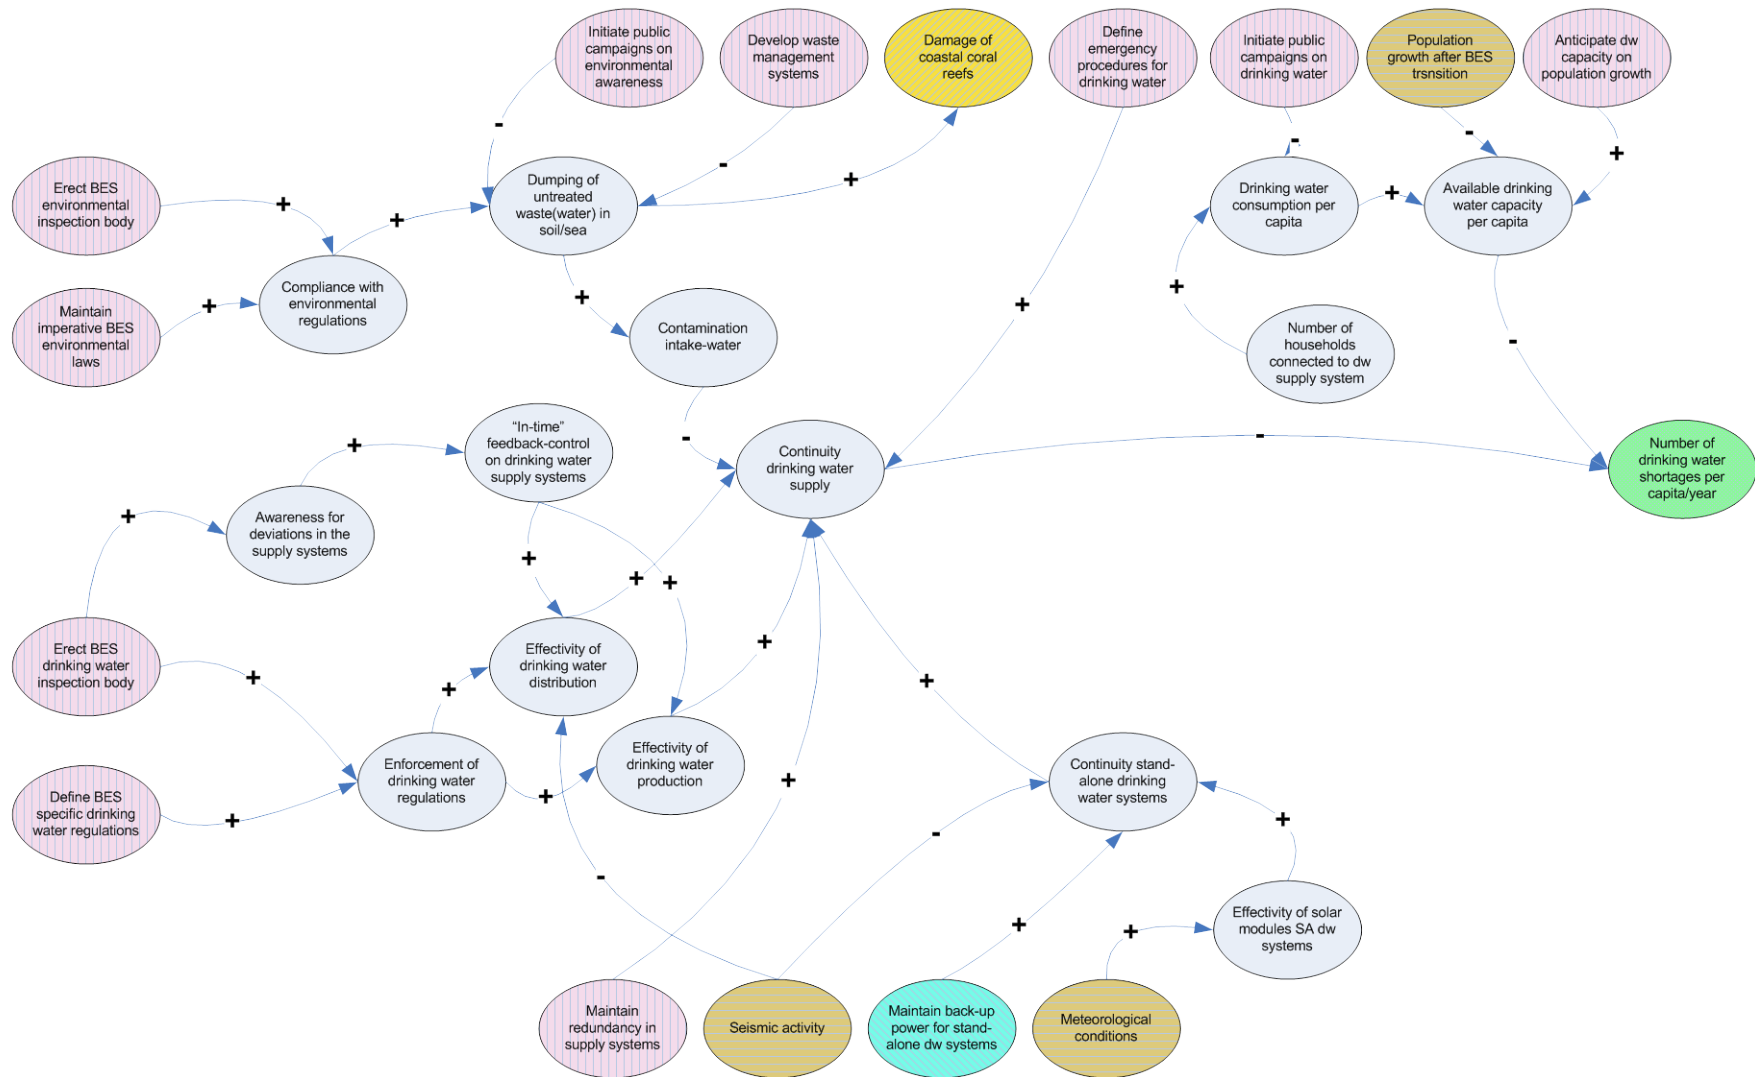 Initiate public
campaigns on
environmental
awareness
Develop waste
management
systems
Damage of
coastal coral
reefs
Define
emergency
procedures for
drinking water
Initiate public
campaigns on
drinking water
Population
growth after BES
trsnsition
Anticipate dw
capacity on
population growth
-
-
-
-
+
+
Erect BES
environmental
inspection body
+
+
Dumping of
untreated
waste(water) in
soil/sea
Drinking water
consumption per
capita
+
Available drinking
water capacity
per capita
Maintain
imperative BES
environmental
laws
+
Compliance with
environmental
regulations
+
Contamination
intake-water
+
+
Number of
households
connected to dw
supply system
-
-
"In-time"
feedback-control
on drinking water
supply systems
+
Continuity
drinking water
supply
-
Number of
drinking water
shortages per
capita/year
+
Awareness for
deviations in the
supply systems
+
+
+
Erect BES
drinking water
inspection body
+
Effectivity of
drinking water
distribution
+
+
+
Define BES
specific drinking
water regulations
+
Enforcement of
drinking water
regulations
+
Effectivity of
drinking water
production
+
Continuity stand-
alone drinking
water systems
-
+
-
+
+
Effectivity of solar
modules SA dw
systems
Maintain
redundancy in
supply systems
Seismic activity
Maintain back-up
power for stand-
alone dw systems
Meteorological
conditions